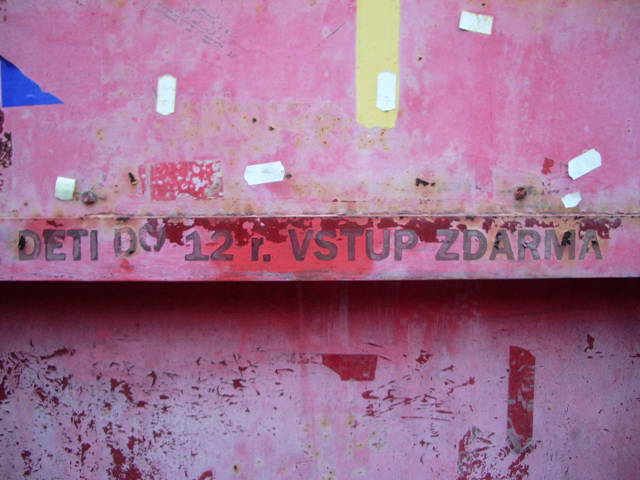 DETI DO 12 r. VSTUP ZDARMA